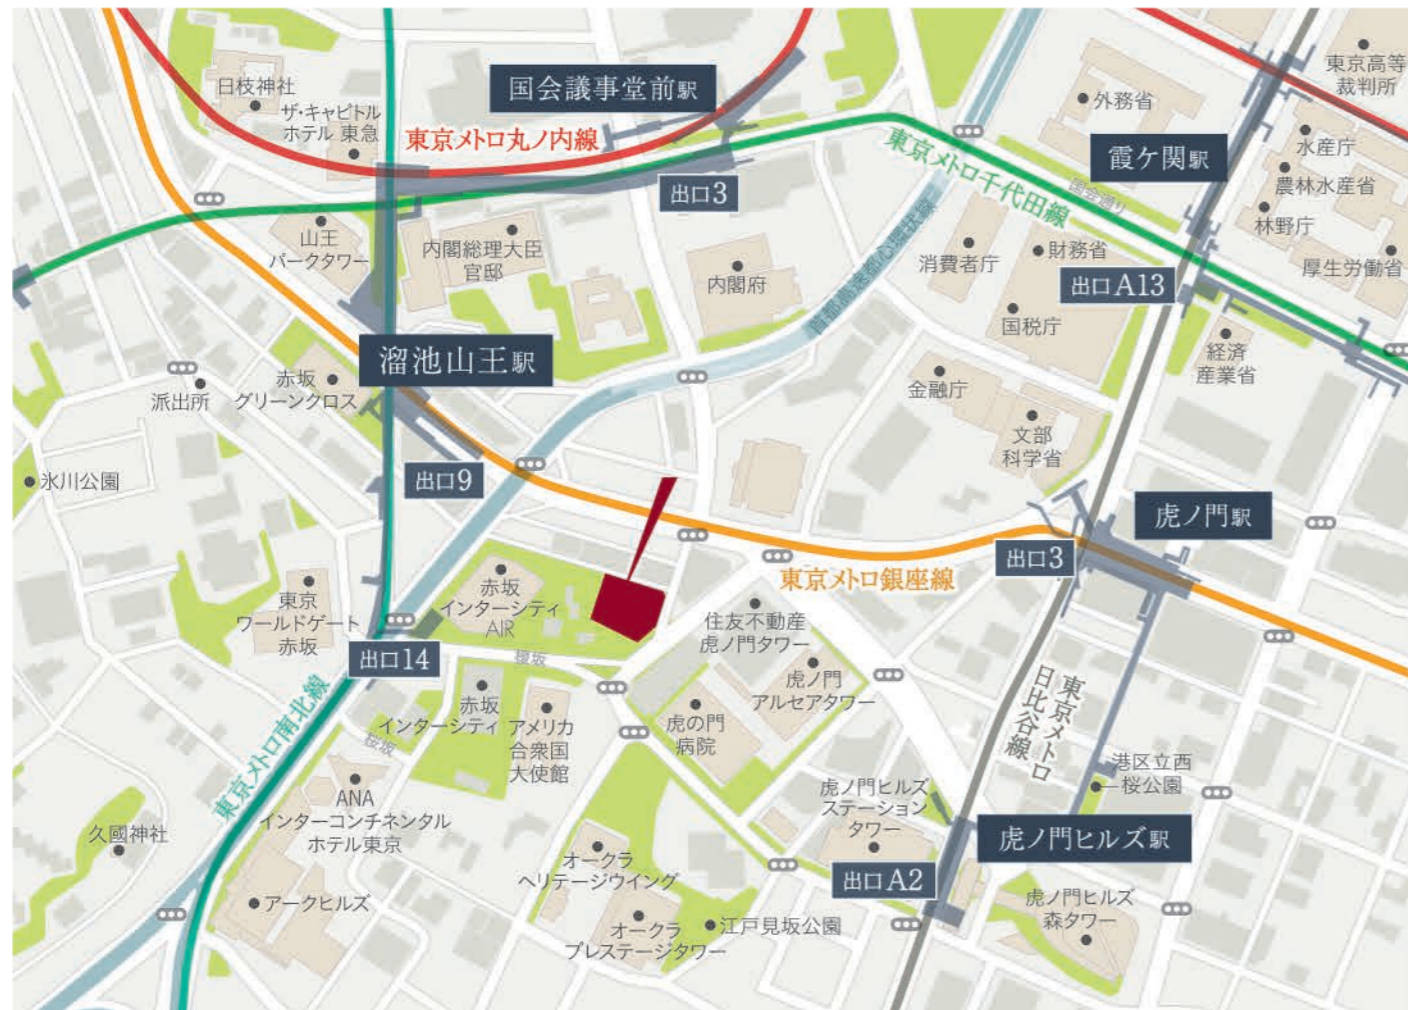 日枝神社
ザ・キャピトル
ホテル 東急
国会議事堂前駅
東京メトロ丸ノ内線
出口3
東京メトロ千代田線
外務省
霞ケ関駅
国会通り
東京高等
裁判所
水産庁
農林水産省
林野庁
厚生労働省
山王
パークタワー
内閣総理大臣
官邸
内閣府
首都高速都心環状線
消費者庁
財務省
出口A13
国税庁
経済
産業省
溜池山王駅
派出所
赤坂
グリーンクロス
金融庁
文部
科学省
氷川公園
出口9
虎ノ門駅
出口3
東京メトロ銀座線
赤坂
インターシティ
AIR
東京
ワールドゲート
赤坂
出口14
榎坂
住友不動産
虎ノ門タワー
虎ノ門
アルセアタワー
虎の門
病院
赤坂
インターシティ
アメリカ
合衆国
大使館
桜坂
東京メトロ南北線
東京メトロ
日比谷線
港区立西
桜公園
ANA
インターコンチネンタル
ホテル東京
虎ノ門ヒルズ
ステーション
タワー
虎ノ門ヒルズ駅
久國神社
オークラ
ヘリテージウイング
出口A2
アークヒルズ
オークラ
プレステージタワー
江戸見坂公園
虎ノ門ヒルズ
森タワー